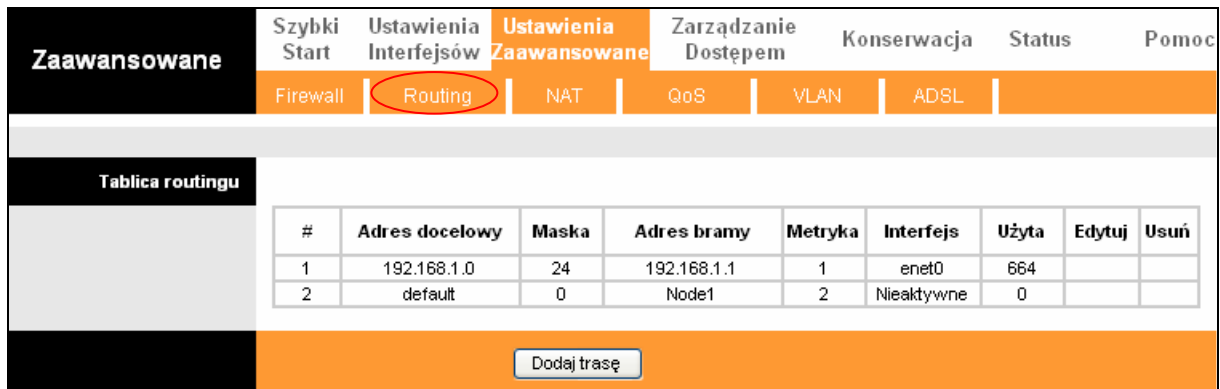 Zaawansowane
Szybki Start
Ustawienia Interfejsów
Ustawienia Zaawansowane
Zarządzanie Dostępem
Konserwacja
Status
Pomoc
Firewall Routing NAT QoS VLAN ADSL
Tablica routingu
# Adres docelowy Maska Adres bramy Metryka Interfejs Użyta Edytuj Usuń
1 192.168.1.0 24 192.168.1.1 1 enet0 664
2 default 0 Node1 2 Nieaktywne 0
Dodaj trasę